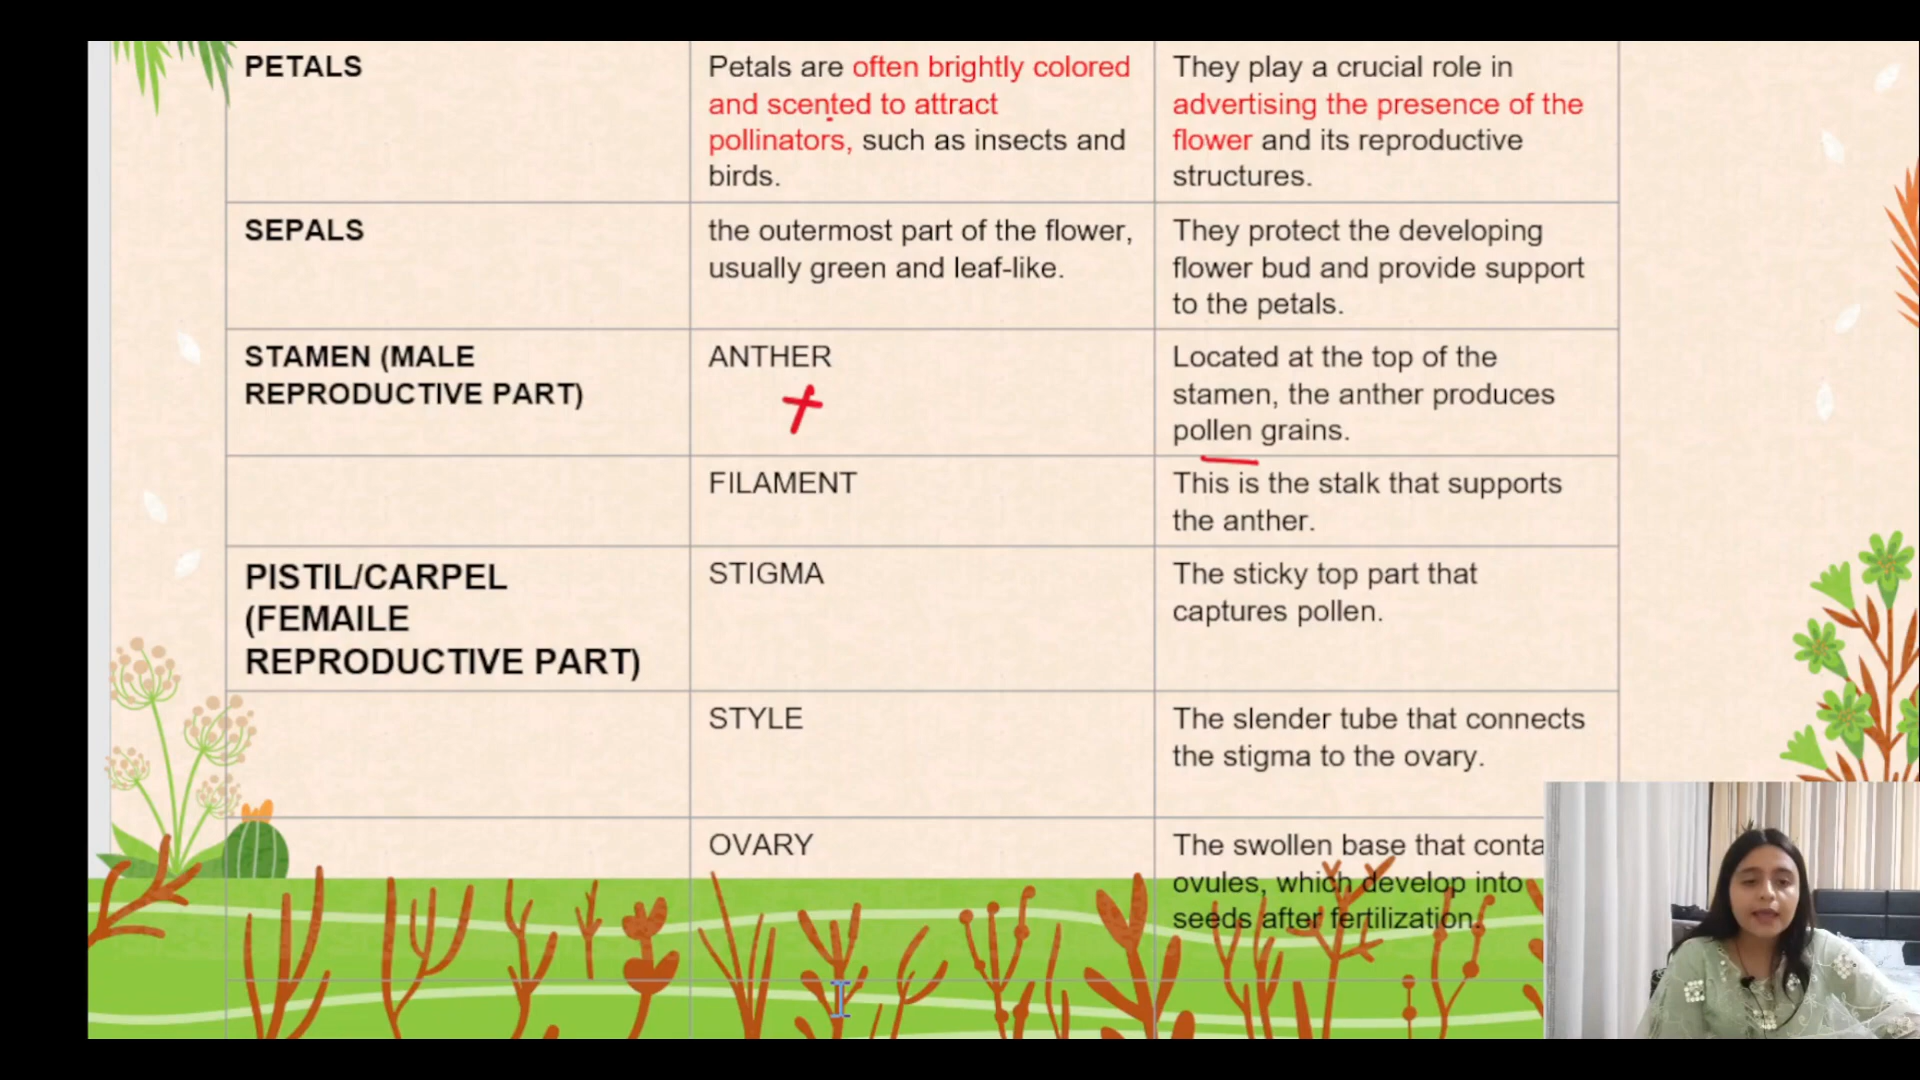 PETALS
Petals are often brightly colored
and scented to attract
pollinators, such as insects and
birds.
They play a crucial role in
advertising the presence of the
flower and its reproductive
structures.
SEPALS
the outermost part of the flower,
usually green and leaf-like.
They protect the developing
flower bud and provide support
to the petals.
STAMEN (MALE
REPRODUCTIVE PART)
ANTHER
Located at the top of the
stamen, the anther produces
pollen grains.
FILAMENT
This is the stalk that supports
the anther.
PISTIL/CARPEL
(FEMAILE
REPRODUCTIVE PART)
STIGMA
The sticky top part that
captures pollen.
STYLE
The slender tube that connects
the stigma to the ovary.
OVARY
The swollen base that
ovules, which develop into
seeds after fertilization.